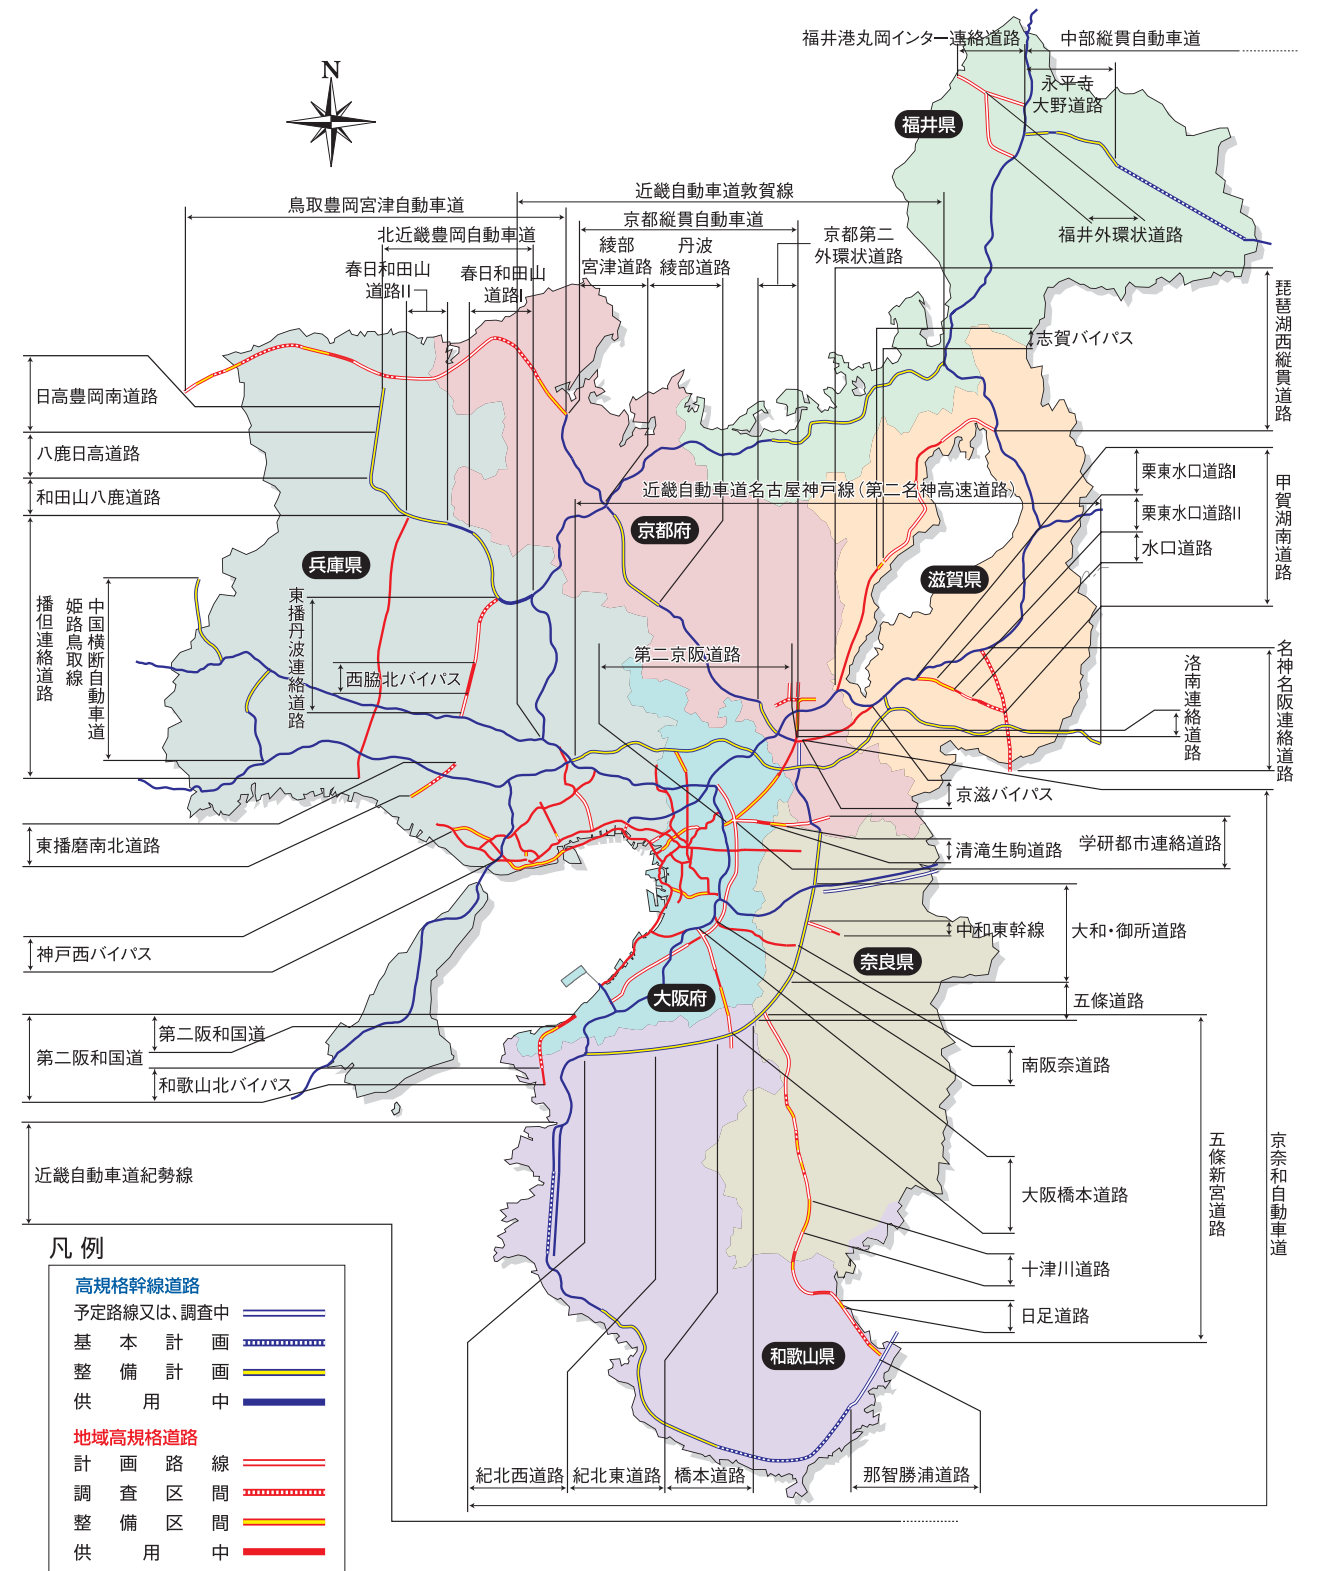 福井港丸岡インター連絡道路
中部縦貫自動車道
永平寺
大野道路
福井県
N
近畿自動車道敦賀線
鳥取豊岡宮津自動車道
京都縦貫自動車道
北近畿豊岡自動車道
綾部
宮津道路
丹波
綾部道路
京都第二
外環状道路
福井外環状道路
春日和田山
道路II
春日和田山
道路I
琵琶湖西縦貫道路
志賀バイパス
日高豊岡南道路
八鹿日高道路
和田山八鹿道路
近畿自動車道名古屋神戸線(第二名神高速道路)
栗東水口道路I
栗東水口道路II
水口道路
甲賀湖南道路
京都府
兵庫県
滋賀県
播但連絡道路
中国横断自動車道
姫路鳥取線
東播丹波連絡道路
西脇北バイパス
第二京阪道路
洛南連絡道路
名神名阪連絡道路
京滋バイパス
東播磨南北道路
清滝生駒道路
学研都市連絡道路
神戸西バイパス
中和東幹線
大和・御所道路
奈良県
大阪府
五條道路
第二阪和国道
第二阪和国道
和歌山北バイパス
南阪奈道路
近畿自動車道紀勢線
大阪橋本道路
五條新宮道路
京奈和自動車道
十津川道路
日足道路
和歌山県
紀北西道路
紀北東道路
橋本道路
那智勝浦道路
凡例
高規格幹線道路
予定路線又は、調査中
基本計画
整備計画
供用中
地域高規格道路
計画路線
調査区間
整備区間
供用中